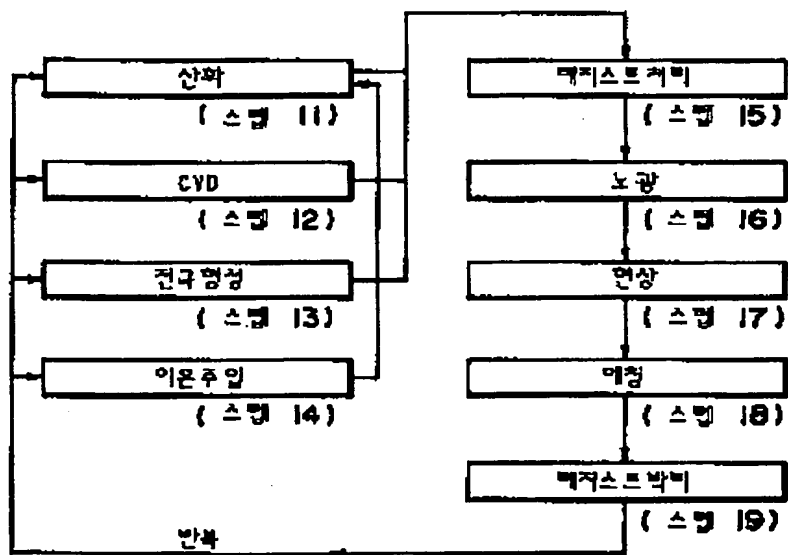 산화
( 스텝 11)
CVD
( 스텝 12)
전극형성
( 스텝 13)
이온주입
( 스텝 14)
레지스트처리
( 스텝 15)
노광
( 스텝 16)
현상
( 스텝 17)
에칭
( 스텝 18)
레지스트박리
( 스텝 19)
반복